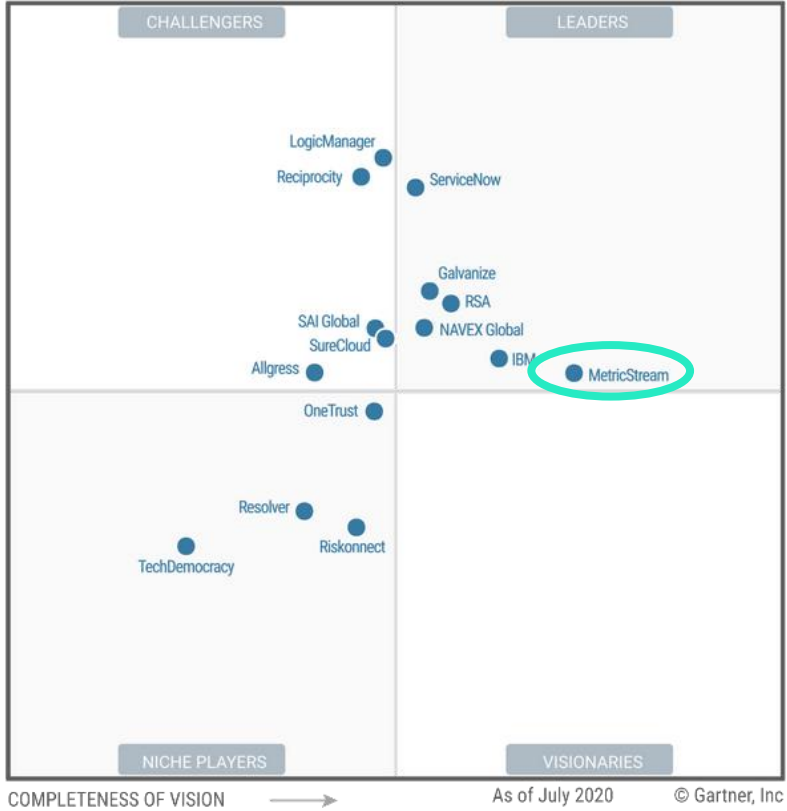 CHALLENGERS
LEADERS
LogicManager
Reciprocity
ServiceNow
Galvanize
RSA
SAI Global
NAVEX Global
SureCloud
IBM
Allgress
MetricStream
OneTrust
Resolver
Riskonnect
TechDemocracy
NICHE PLAYERS
VISIONARIES
COMPLETENESS OF VISION
As of July 2020
© Gartner, Inc